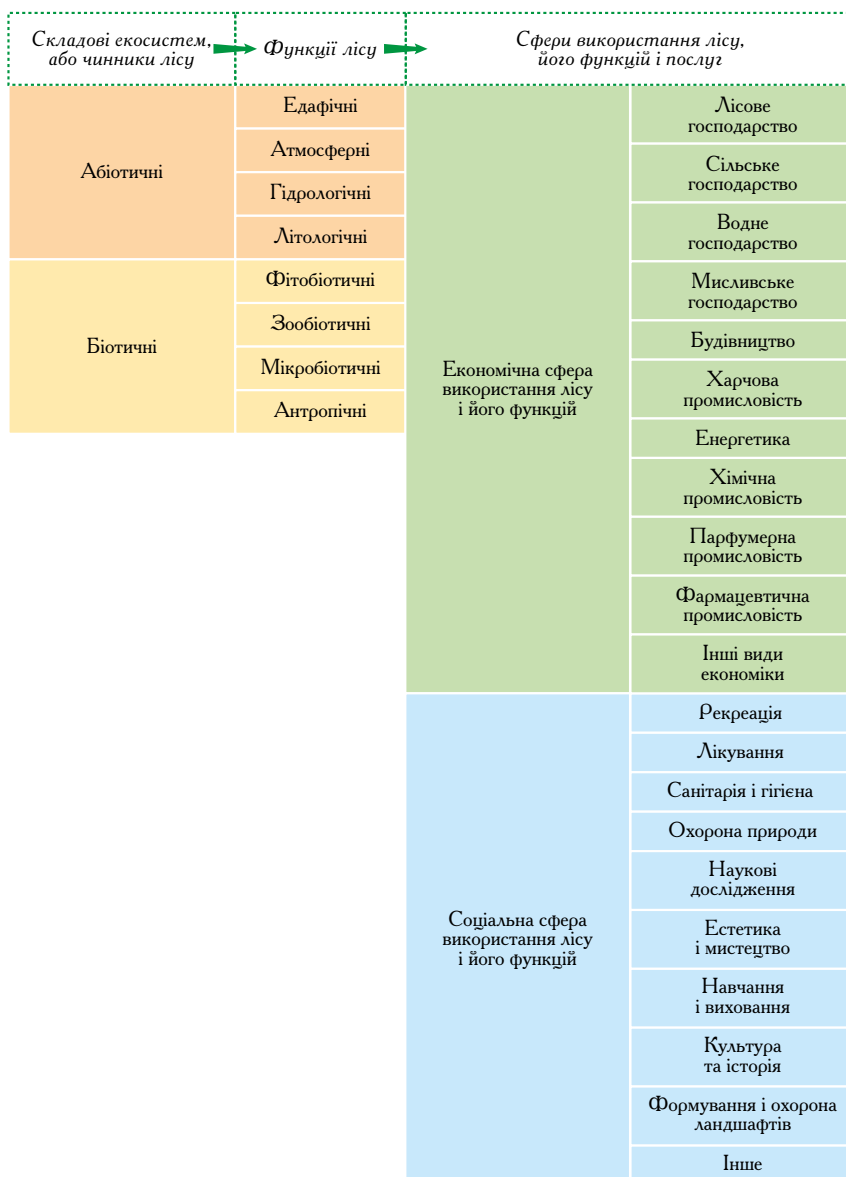 Складові екосистем,
або чинники лісу
Функції лісу
Сфери використання лісу,
його функцій і послуг
Абіотичні
Едафічні
Атмосферні
Гідрологічні
Літологічні
Біотичні
Фітобіотичні
Зообіотичні
Мікробіотичні
Антропічні
Економічна сфера
використання лісу
і його функцій
Лісове
господарство
Сільське
господарство
Водне
господарство
Мисливське
господарство
Будівництво
Харчова
промисловість
Енергетика
Хімічна
промисловість
Парфумерна
промисловість
Фармацевтична
промисловість
Інші види
економіки
Соціальна сфера
використання лісу
і його функцій
Рекреація
Лікування
Санітарія і гігієна
Охорона природи
Наукові
дослідження
Естетика
і мистецтво
Навчання
і виховання
Культура
та історія
Формування і охорона
ландшафтів
Інше